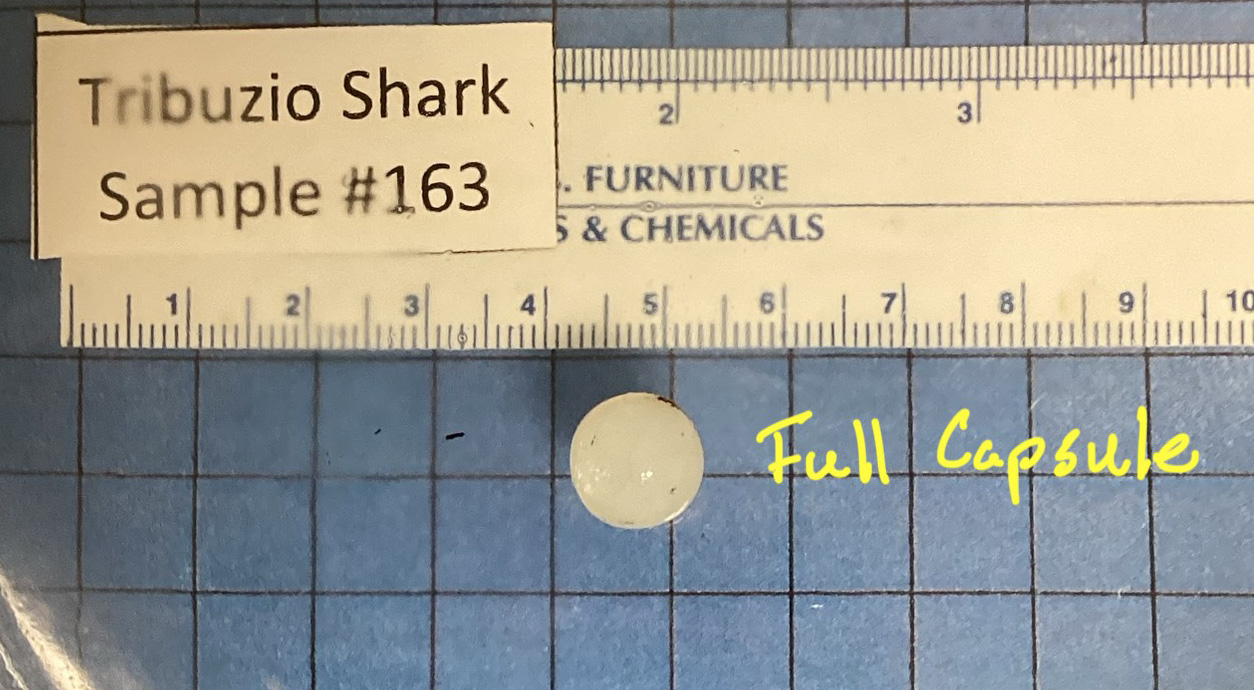 Tribuzio Shark
Sample #163
2 3
. FURNITURE
S & CHEMICALS
1 2 3 4 5 6 7 8 9 10
Full Capsule